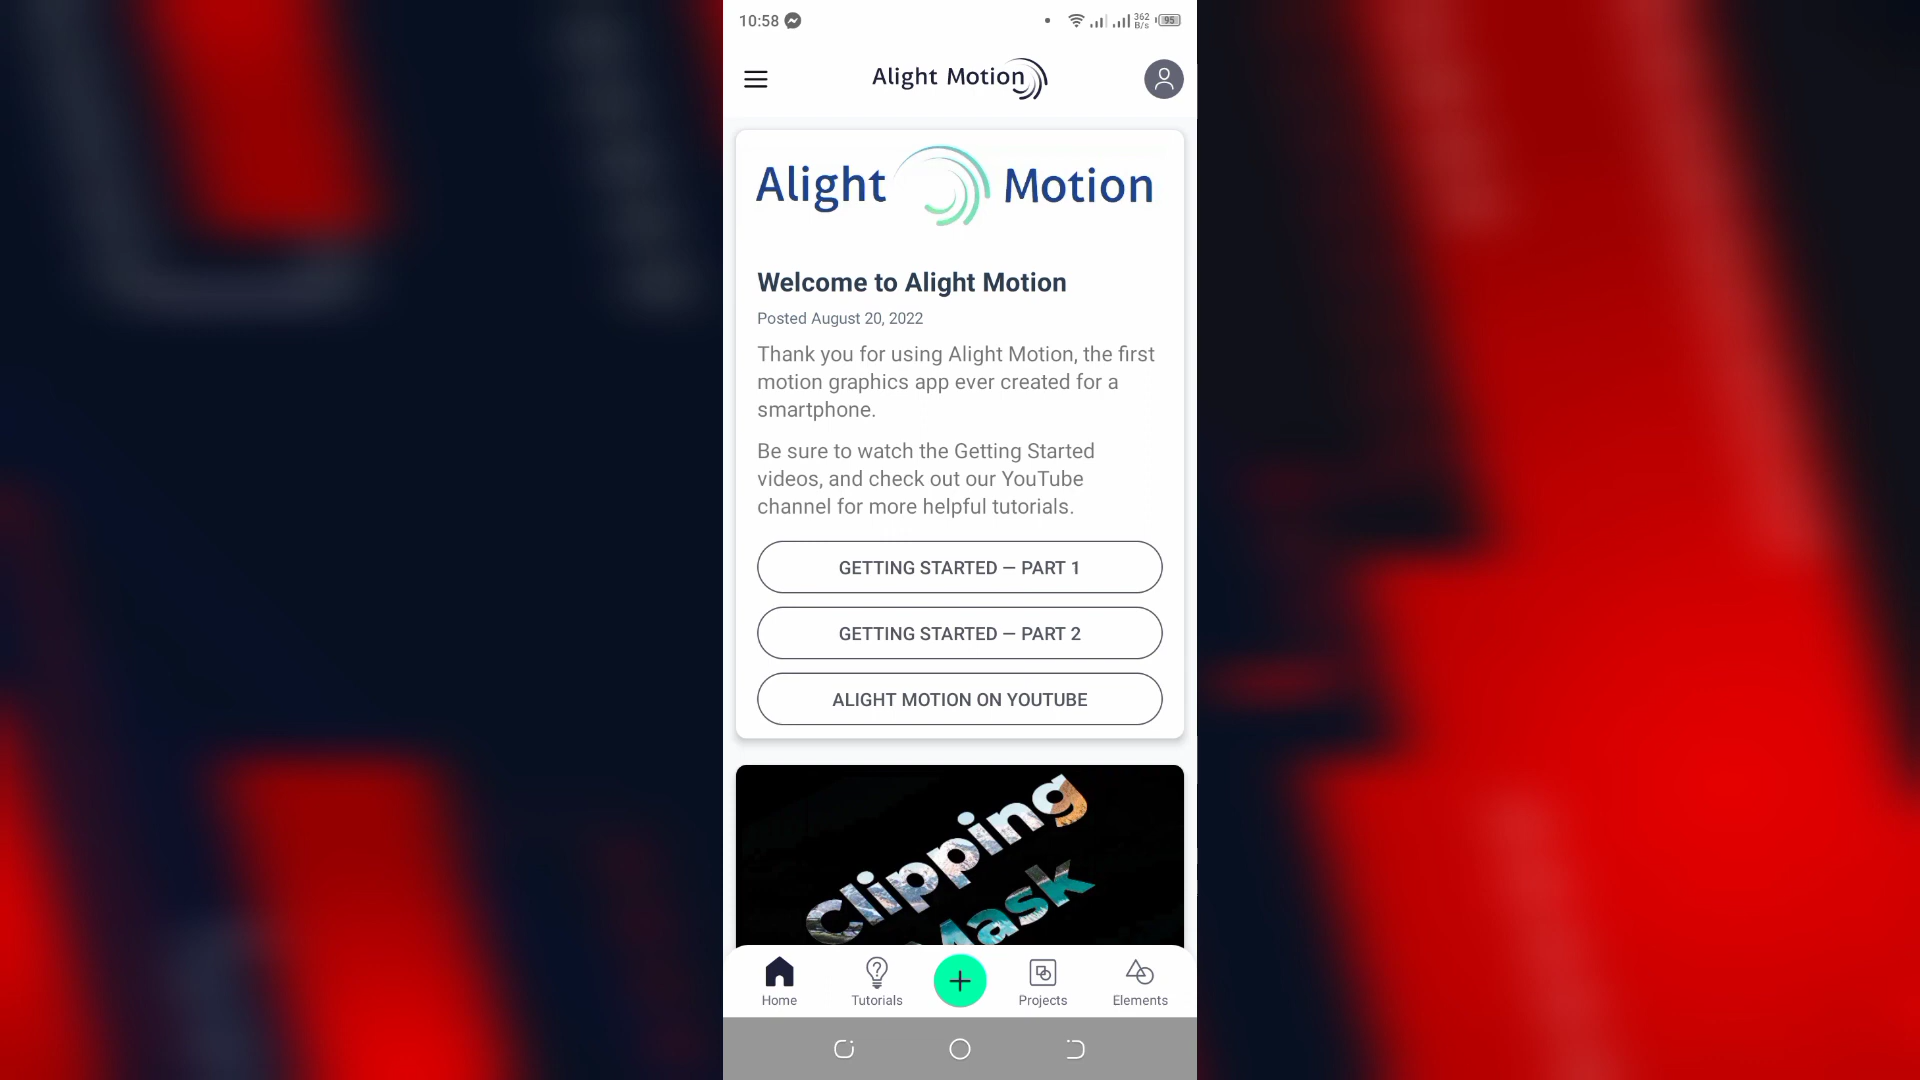 10:58
362
B/s
95
Alight Motion
Alight Motion
Welcome to Alight Motion
Posted August 20, 2022
Thank you for using Alight Motion, the first
motion graphics app ever created for a
smartphone.
Be sure to watch the Getting Started
videos, and check out our YouTube
channel for more helpful tutorials.
GETTING STARTED — PART 1
GETTING STARTED — PART 2
ALIGHT MOTION ON YOUTUBE
Clipping
Mask
Home
Tutorials
Projects
Elements